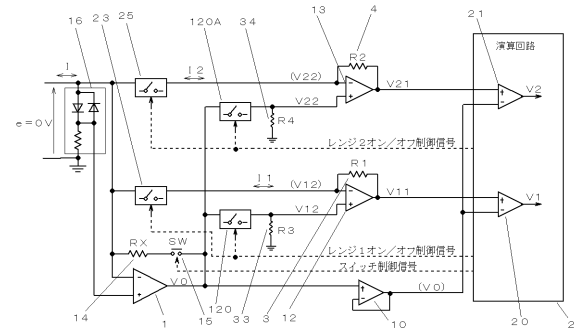 16
23
25
120A
34
13
4
21
演算回路
I
I2
(V22)
R2
V21
V2
V22
R4
e=0V
レンジ2オン/オフ制御信号
I1
(V12)
R1
V11
V1
V12
R3
レンジ1オン/オフ制御信号
スイッチ制御信号
RX
SW
V0
(V0)
14
1
15
120
33
3
12
10
20
2